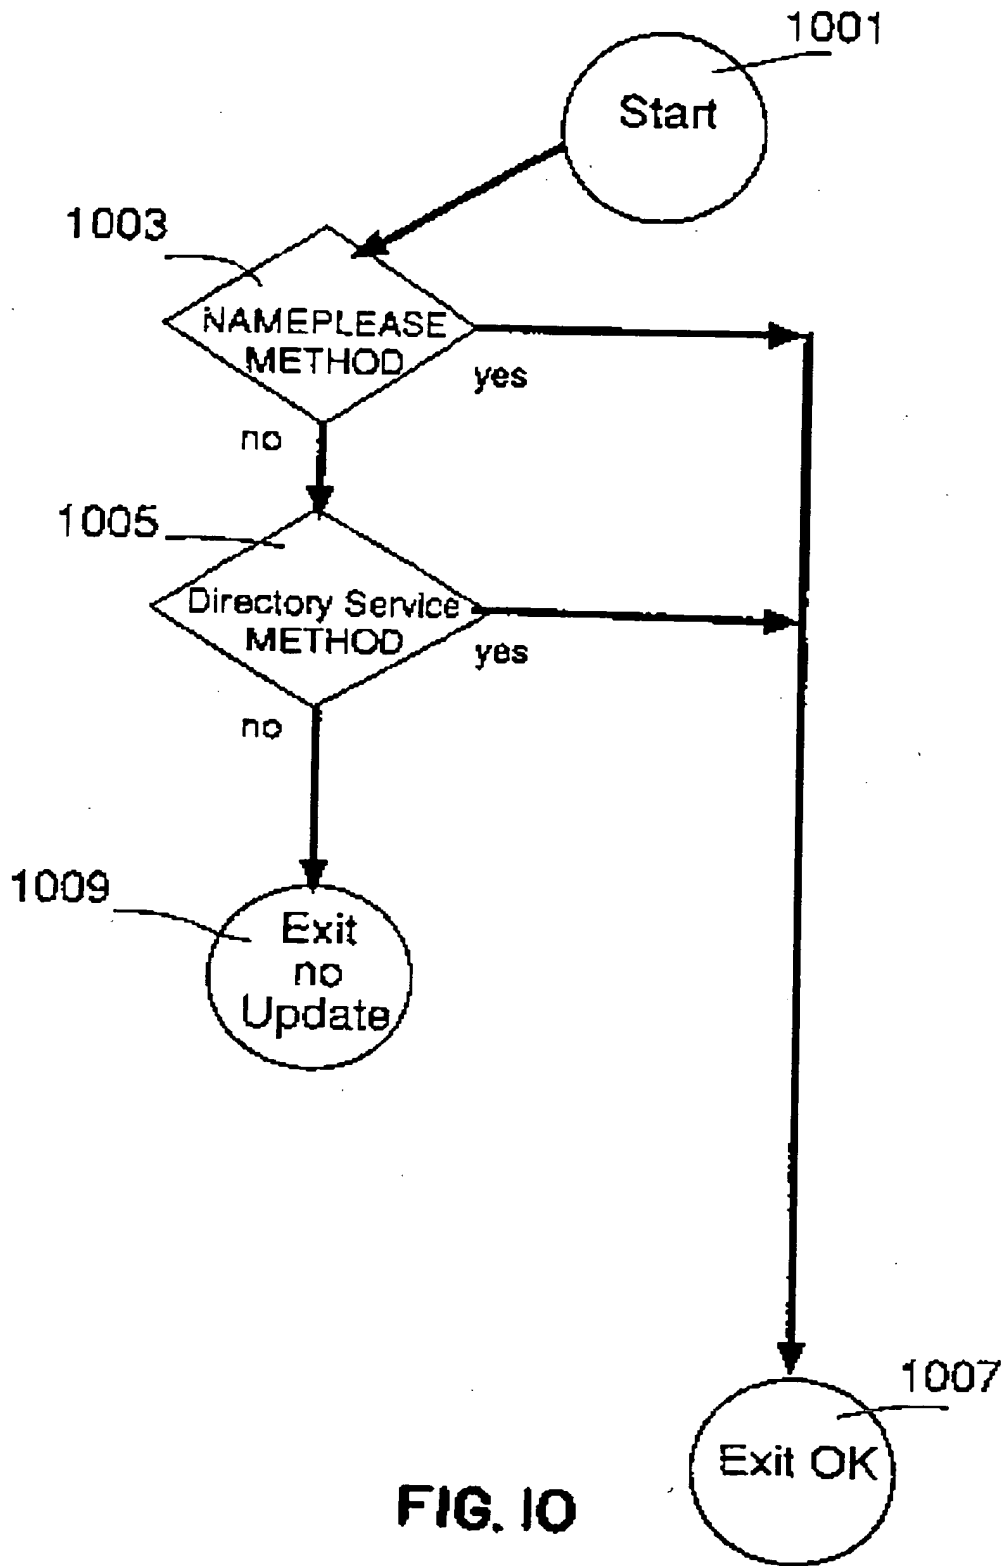 1001
Start
1003
NAMEPLEASE
METHOD
yes
no
1005
Directory Service
METHOD
yes
no
1009
Exit
no
Update
1007
Exit OK
FIG. 10